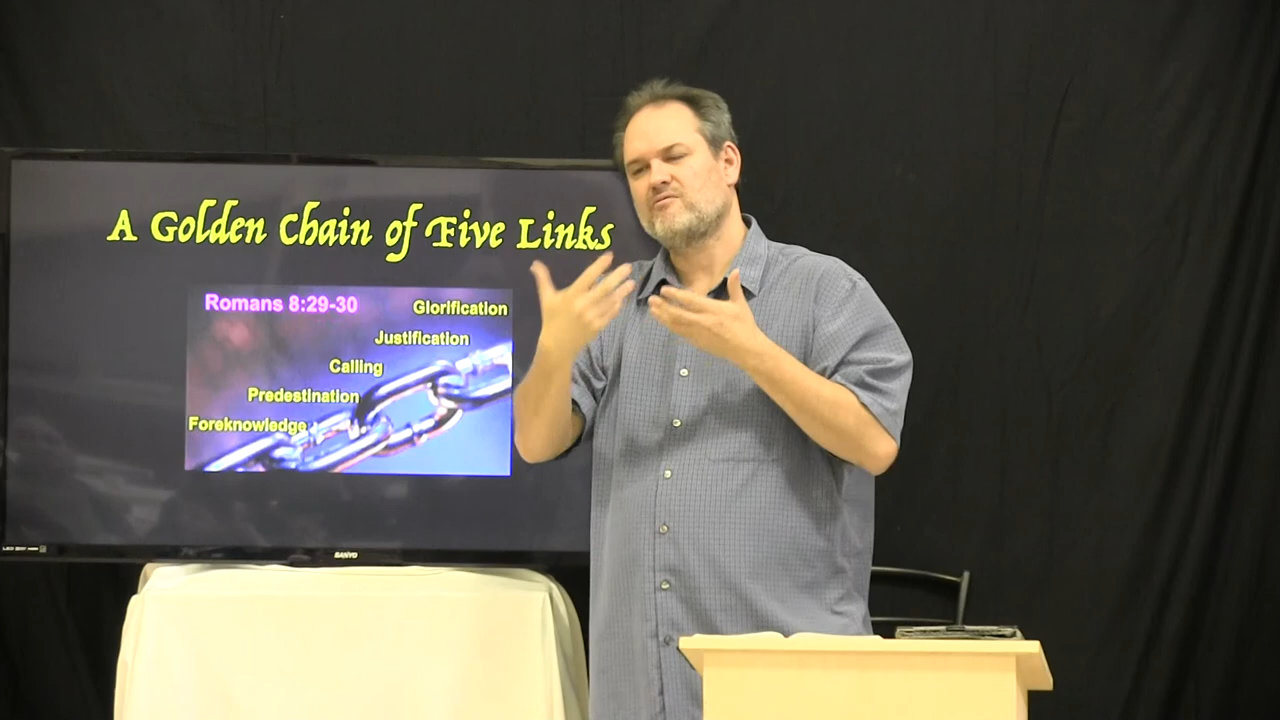 A Golden Chain of Five Links
Romans 8:29-30
Glorification
Justification
Calling
Predestination
Foreknowledge
SANYO